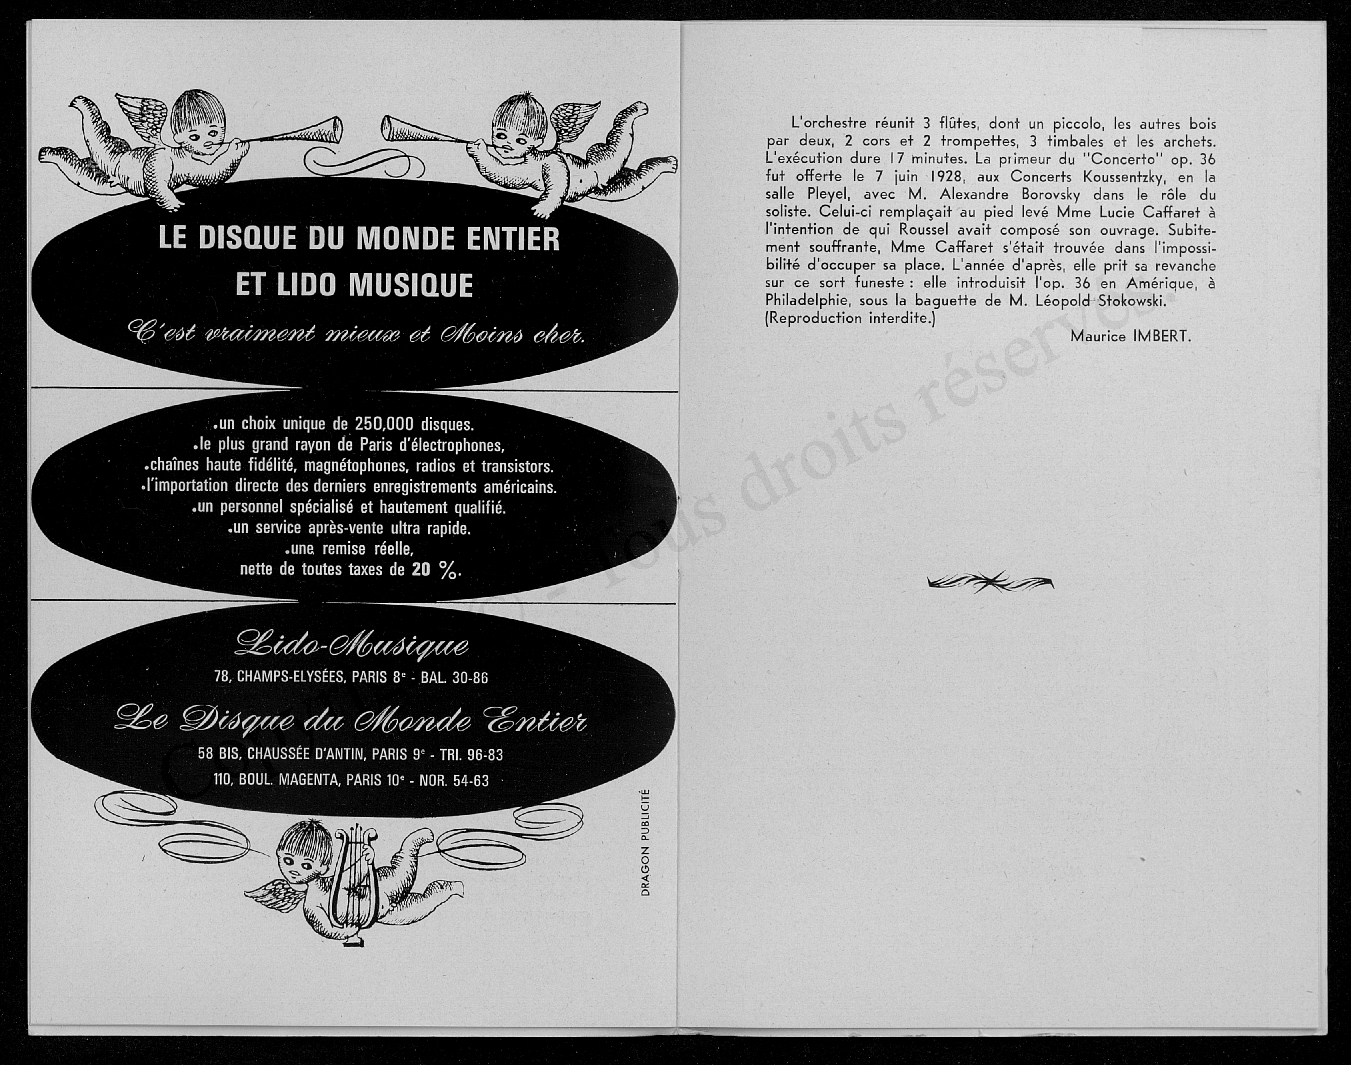 LE DISQUE DU MONDE ENTIER
ET LIDO MUSIQUE
C'est vraiment mieux et Moins cher.
.un choix unique de 250,000 disques.
.le plus grand rayon de Paris d'électrophones,
.chaînes haute fidélité, magnétophones, radios et transistors.
.l'importation directe des derniers enregistrements américains.
.un personnel spécialisé et hautement qualifié.
.un service après-vente ultra rapide.
.une remise réelle,
nette de toutes taxes de 20 %.
Lido-Musique
78, CHAMPS-ELYSÉES, PARIS 8e - BAL. 30-86
Le Disque du Monde Entier
58 BIS, CHAUSSÉE D'ANTIN, PARIS 9e - TRI. 96-83
110, BOUL. MAGENTA, PARIS 10e - NOR. 54-63
DRAGON PUBLICITÉ
L'orchestre réunit 3 flûtes, dont un piccolo, les autres bois
par deux, 2 cors et 2 trompettes, 3 timbales et les archets.
L'exécution dure 17 minutes. La primeur du "Concerto" op. 36
fut offerte le 7 juin 1928, aux Concerts Koussentzky, en la
salle Pleyel, avec M. Alexandre Borovsky dans le rôle du
soliste. Celui-ci remplaçait au pied levé Mme Lucie Caffaret à
l'intention de qui Roussel avait composé son ouvrage. Subite-
ment souffrante, Mme Caffaret s'était trouvée dans l'impossi-
bilité d'occuper sa place. L'année d'après, elle prit sa revanche
sur ce sort funeste : elle introduisit l'op. 36 en Amérique, à
Philadelphie, sous la baguette de M. Léopold Stokowski.
(Reproduction interdite.)
Maurice IMBERT.
Tous droits réservés.